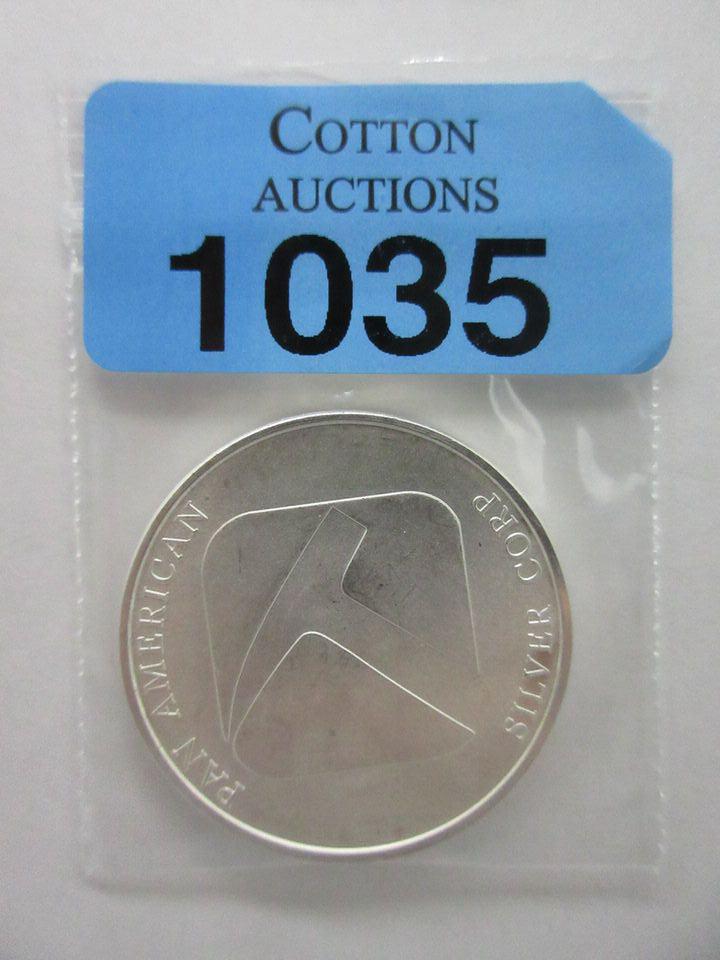 COTTON
AUCTIONS
1035
PAN AMERICAN
SILVER CORP